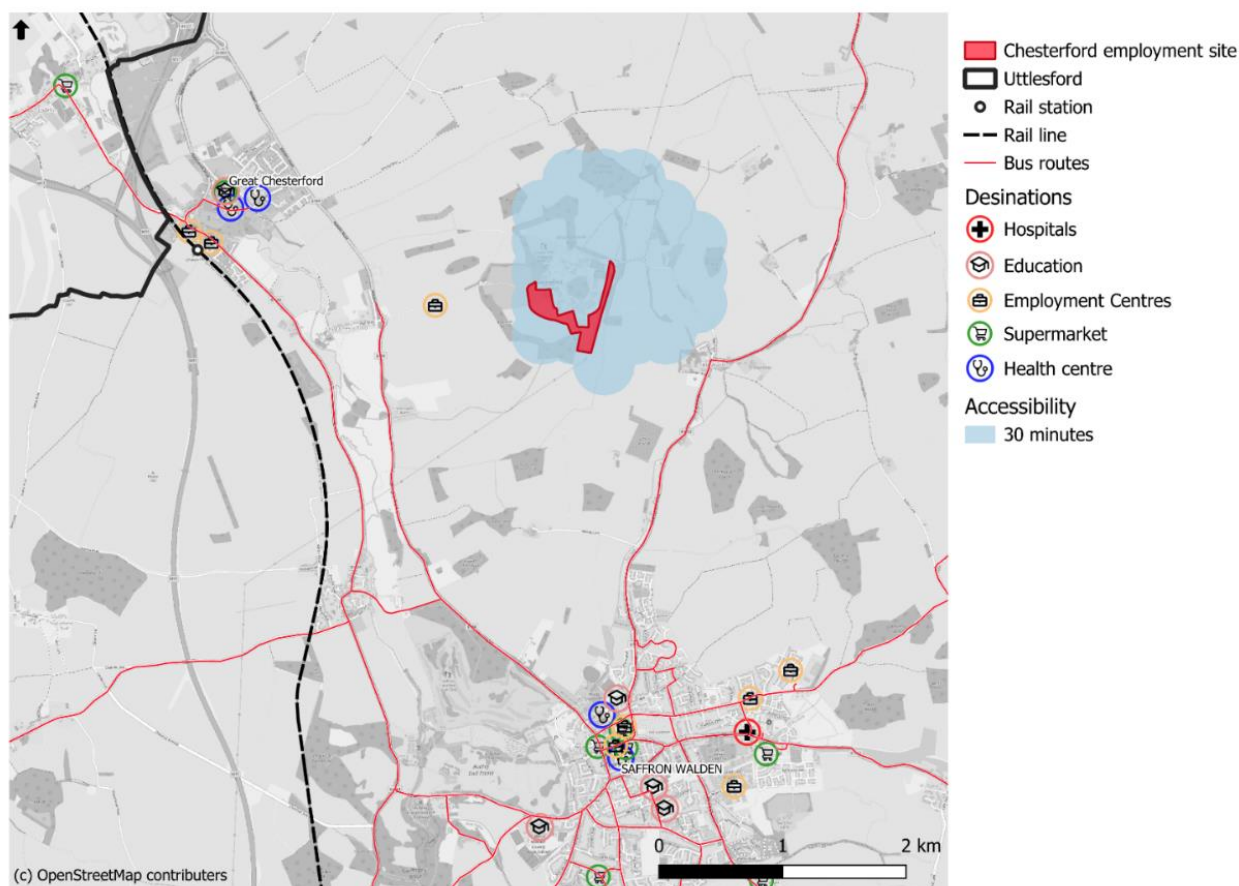 Great Chesterford
SAFFRON WALDEN
0 1 2 km
(c) OpenStreetMap contributers
Chesterford employment site
Uttlesford
Rail station
Rail line
Bus routes
Desinations
Hospitals
Education
Employment Centres
Supermarket
Health centre
Accessibility
30 minutes